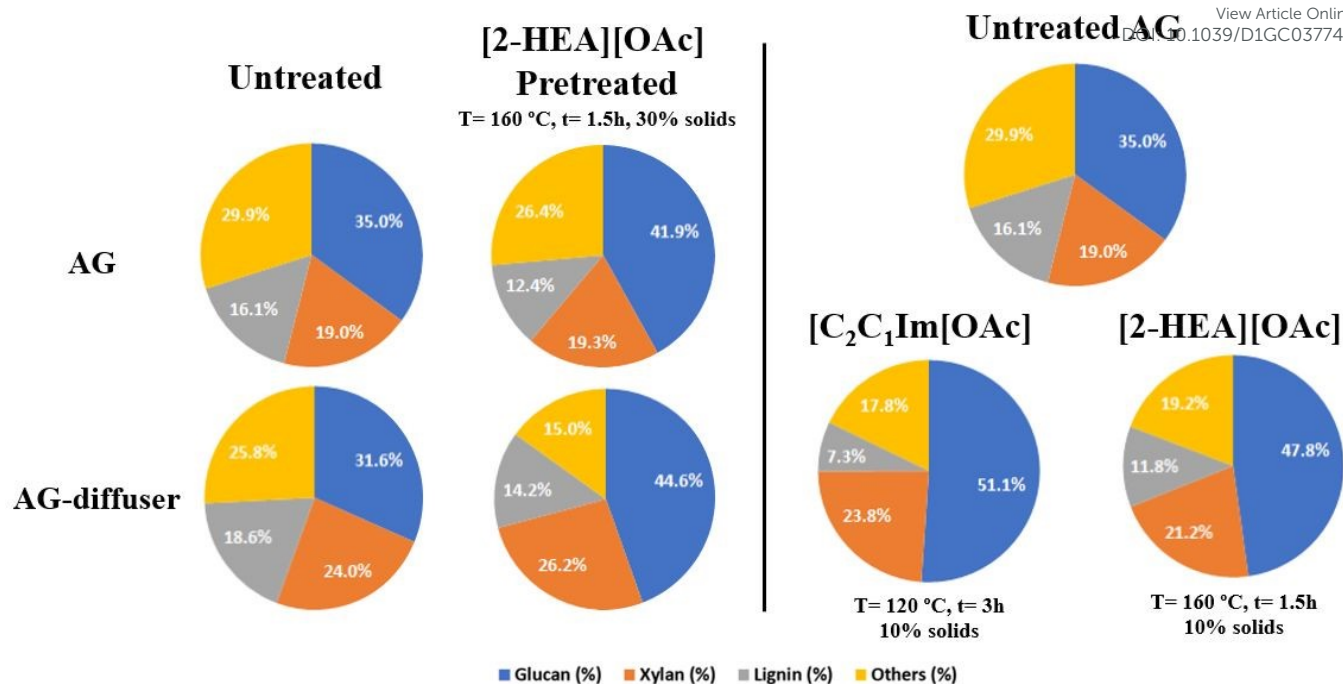 View Article Onlin
DOI: 10.1039/D1GC03774
Untreated
[2-HEA][OAc]
Pretreated
T= 160 ºC, t= 1.5h, 30% solids
AG
29.9%
35.0%
16.1%
19.0%
26.4%
41.9%
12.4%
19.3%
AG-diffuser
25.8%
31.6%
18.6%
24.0%
15.0%
44.6%
14.2%
26.2%
Untreated AG
29.9%
35.0%
16.1%
19.0%
[C₂C₁Im[OAc]
17.8%
7.3%
51.1%
23.8%
T= 120 ºC, t= 3h
10% solids
[2-HEA][OAc]
19.2%
47.8%
11.8%
21.2%
T= 160 ºC, t= 1.5h
10% solids
Glucan (%) Xylan (%) Lignin (%) Others (%)